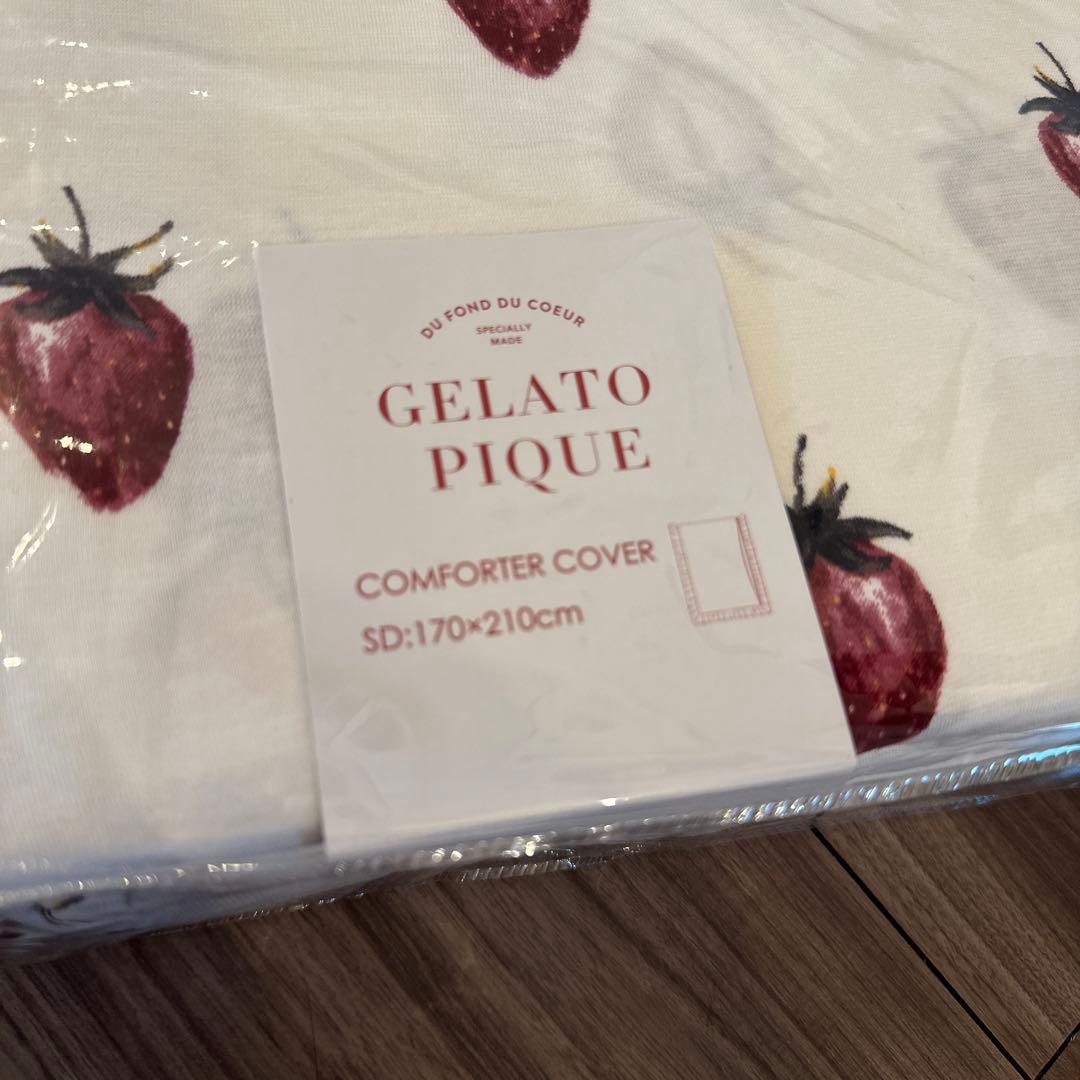 DU FOND DU COEUR
SPECIALLY
MADE
GELATO
PIQUE
COMFORTER COVER
SD:170×210cm